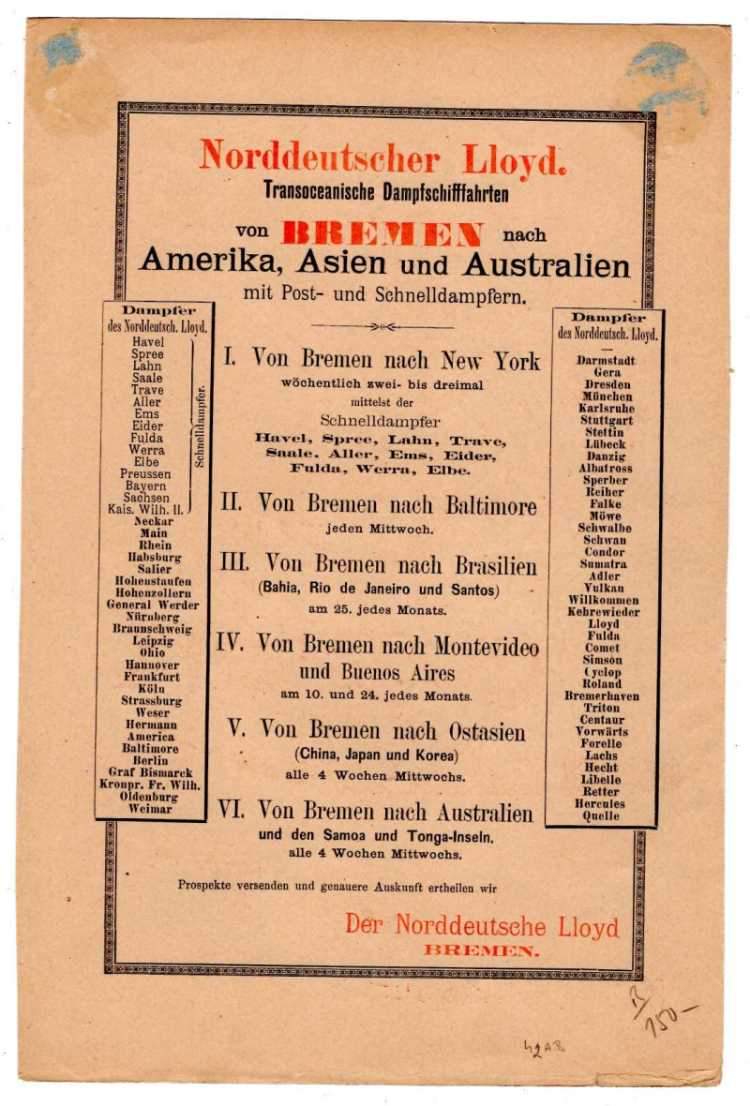 Norddeutscher Lloyd.
Transoceanische Dampfschifffahrten
von BREMEN nach
Amerika, Asien und Australien
mit Post- und Schnelldampfern.
Dampfer
des Norddeutsch. Lloyd.
Havel
Spree
Lahn
Saale
Trave
Aller
Ems
Eider
Fulda
Werra
Elbe
Preussen
Bayern
Sachsen
Kais. Wilh. II.
Schnelldampfer.
Neckar
Main
Rhein
Habsburg
Salier
Hohenstaufen
Hohenzollern
General Werder
Nürnberg
Braunschweig
Leipzig
Ohio
Hannover
Frankfurt
Köln
Strassburg
Weser
Hermann
America
Baltimore
Berlin
Graf Bismarck
Kronpr. Fr. Wilh.
Oldenburg
Weimar
I. Von Bremen nach New York
wöchentlich zwei- bis dreimal
mittelst der
Schnelldampfer
Havel, Spree, Lahn, Trave,
Saale. Aller, Ems, Eider,
Fulda, Werra, Elbe.
II. Von Bremen nach Baltimore
jeden Mittwoch.
III. Von Bremen nach Brasilien
(Bahia, Rio de Janeiro und Santos)
am 25. jedes Monats.
IV. Von Bremen nach Montevideo
und Buenos Aires
am 10. und 24. jedes Monats.
V. Von Bremen nach Ostasien
(China, Japan und Korea)
alle 4 Wochen Mittwochs.
VI. Von Bremen nach Australien
und den Samoa und Tonga-Inseln.
alle 4 Wochen Mittwochs.
Dampfer
des Norddeutsch. Lloyd.
Darmstadt
Gera
Dresden
München
Karlsruhe
Stuttgart
Stettin
Lübeck
Danzig
Albatross
Sperber
Reiher
Falke
Möwe
Schwalbe
Schwan
Condor
Sumatra
Adler
Vulkan
Willkommen
Kehrewieder
Lloyd
Fulda
Comet
Simson
Cyclop
Roland
Bremerhaven
Triton
Centaur
Vorwärts
Forelle
Lachs
Hecht
Libelle
Retter
Hercules
Quelle
Prospekte versenden und genauere Auskunft ertheilen wir
Der Norddeutsche Lloyd
BREMEN.
150-